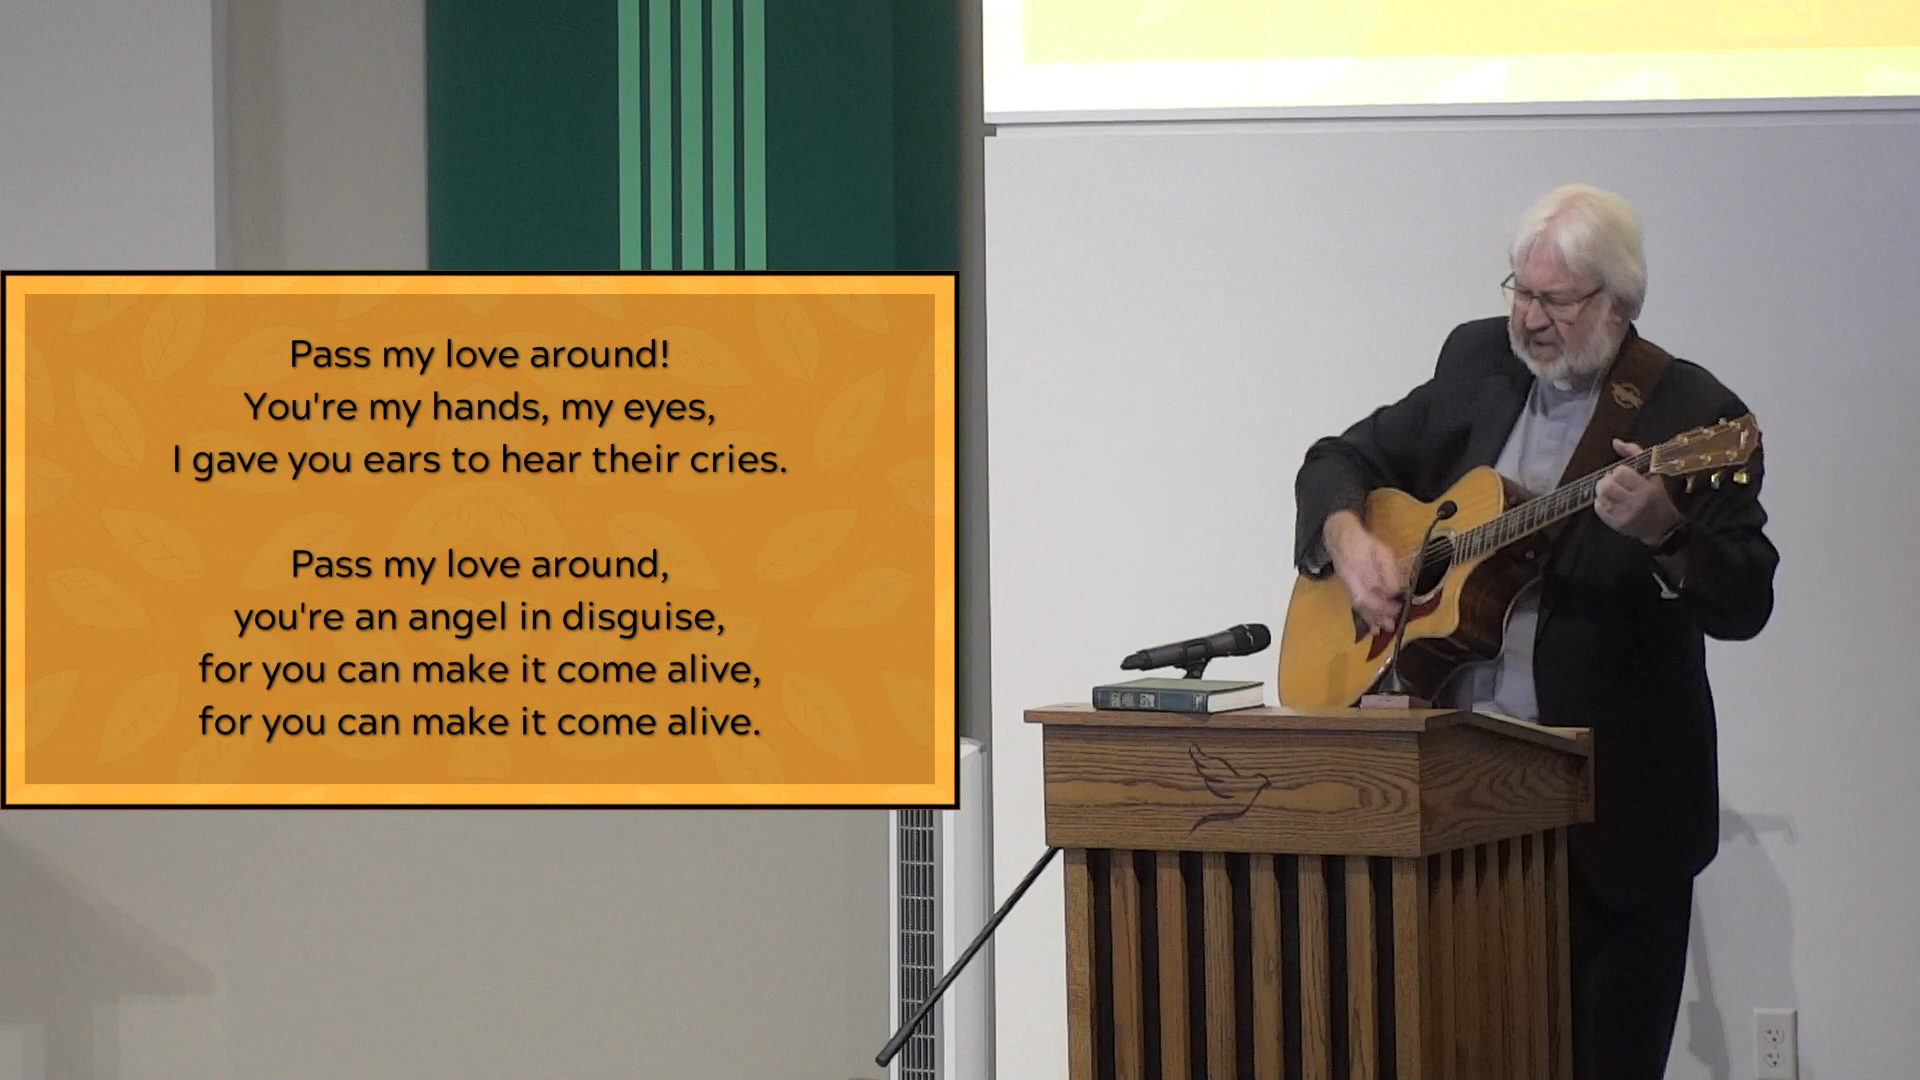 Pass my love around!
You're my hands, my eyes,
I gave you ears to hear their cries.
Pass my love around,
you're an angel in disguise,
for you can make it come alive,
for you can make it come alive.